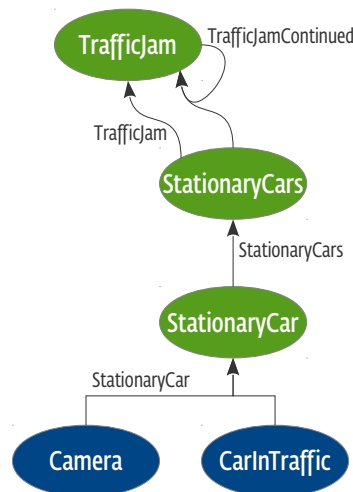 TrafficJam
TrafficJamContinued
TrafficJam
StationaryCars
StationaryCars
StationaryCar
StationaryCar
Camera
CarInTraffic